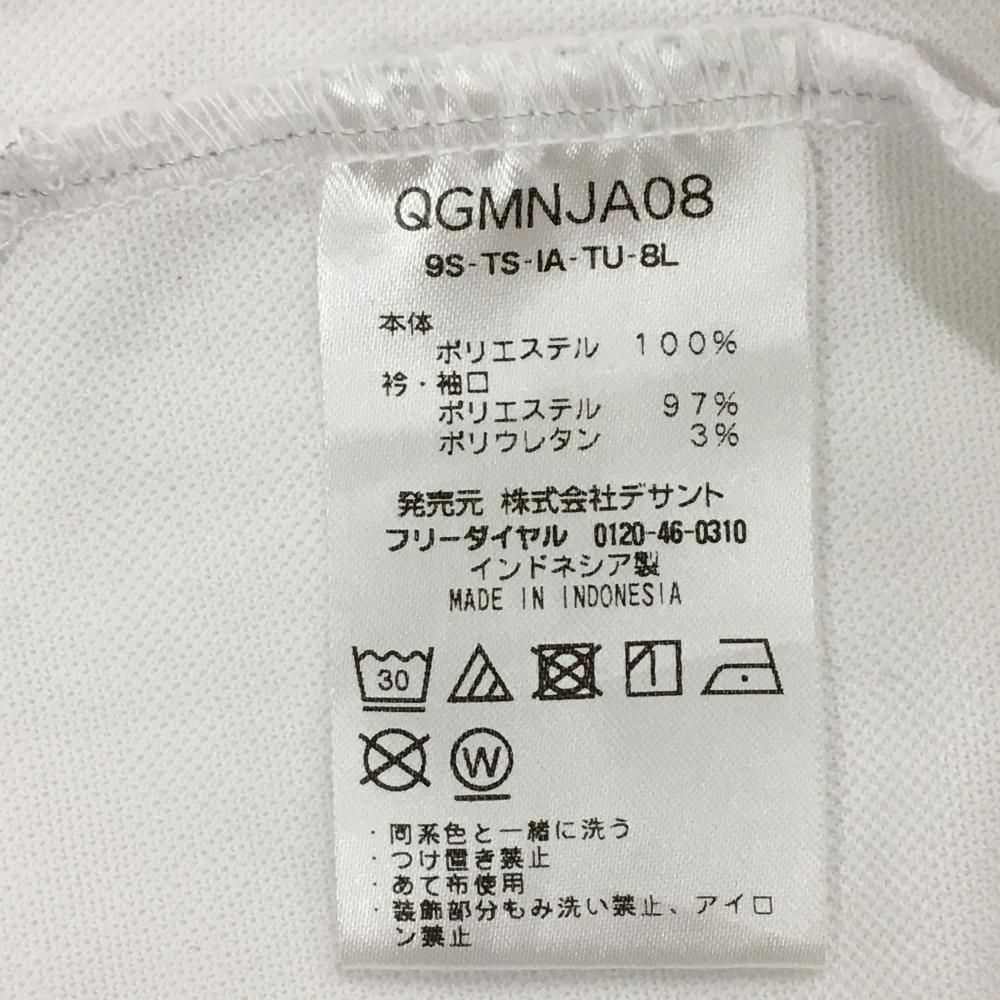 QGMNJA08
9S-TS-IA-TU-8L
本体
ポリエステル 100%
衿・袖口
ポリエステル 97%
ポリウレタン 3%
発売元 株式会社デサント
フリーダイヤル 0120-46-0310
インドネシア製
MADE IN INDONESIA
30
W
・同系色と一緒に洗う
・つけ置き禁止
・あて布使用
・装飾部分もみ洗い禁止、アイロ
ン禁止